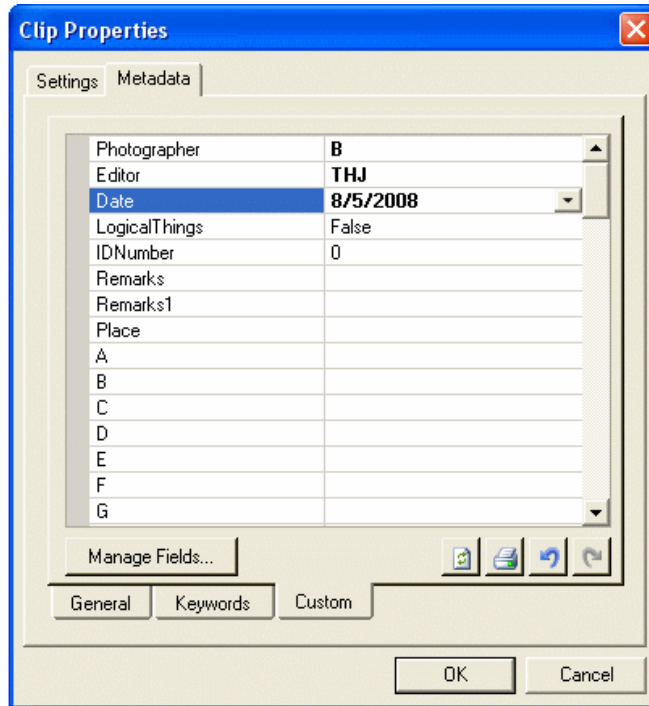 Clip Properties
Settings Metadata
Photographer B
Editor THJ
Date 8/5/2008
LogicalThings False
IDNumber 0
Remarks
Remarks1
Place
A
B
C
D
E
F
G
Manage Fields...
General Keywords Custom
OK Cancel